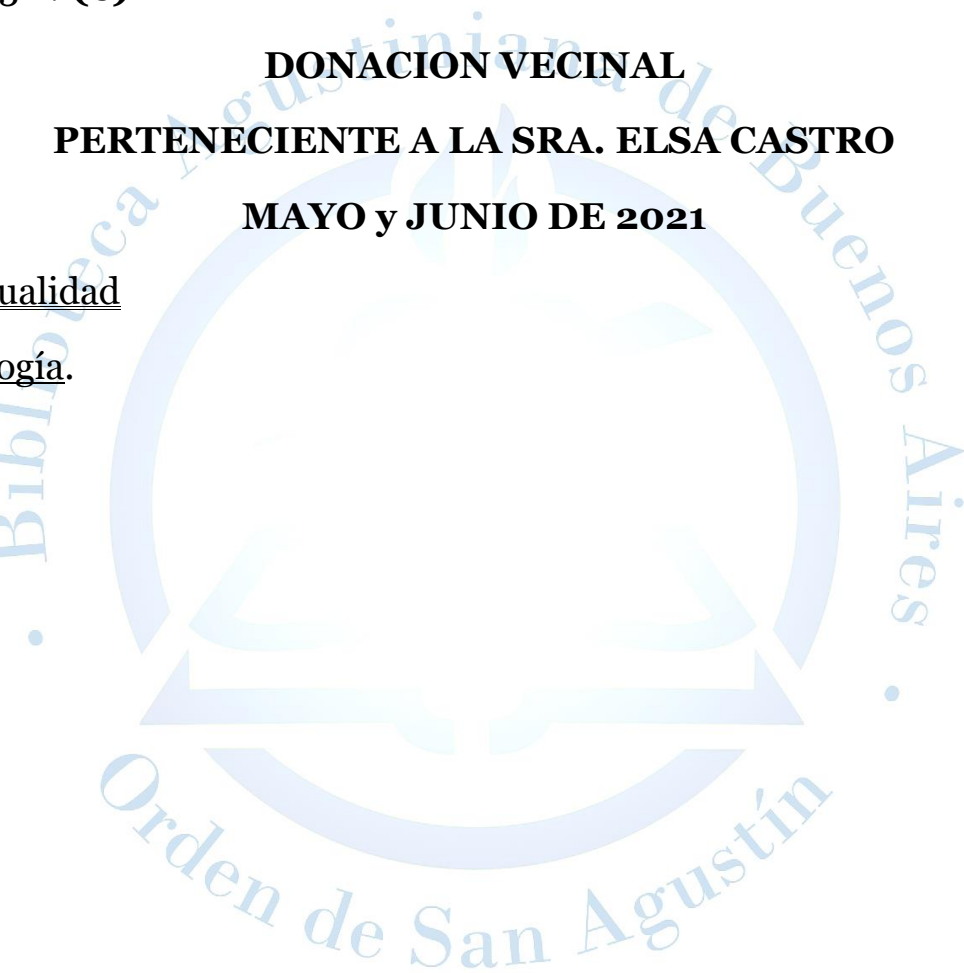 DONACION VECINAL
PERTENECIENTE A LA SRA. ELSA CASTRO
MAYO y JUNIO DE 2021
ualidad
ogía.
Biblioteca Agustiniana de Buenos Aires
Orden de San Agustín